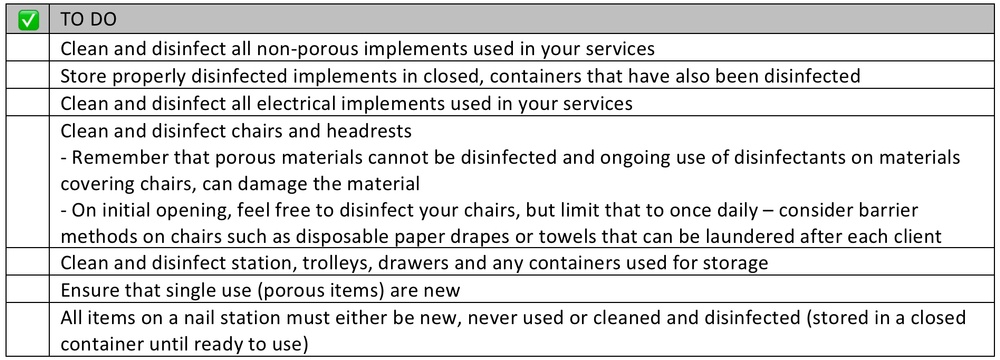 ✅ TO DO
Clean and disinfect all non-porous implements used in your services
Store properly disinfected implements in closed, containers that have also been disinfected
Clean and disinfect all electrical implements used in your services
Clean and disinfect chairs and headrests
- Remember that porous materials cannot be disinfected and ongoing use of disinfectants on materials
covering chairs, can damage the material
- On initial opening, feel free to disinfect your chairs, but limit that to once daily – consider barrier
methods on chairs such as disposable paper drapes or towels that can be laundered after each client
Clean and disinfect station, trolleys, drawers and any containers used for storage
Ensure that single use (porous items) are new
All items on a nail station must either be new, never used or cleaned and disinfected (stored in a closed
container until ready to use)